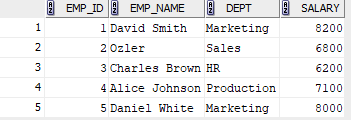 EMP_ID EMP_NAME DEPT SALARY
1 1 David Smith Marketing 8200
2 2 Ozler Sales 6800
3 3 Charles Brown HR 6200
4 4 Alice Johnson Production 7100
5 5 Daniel White Marketing 8000